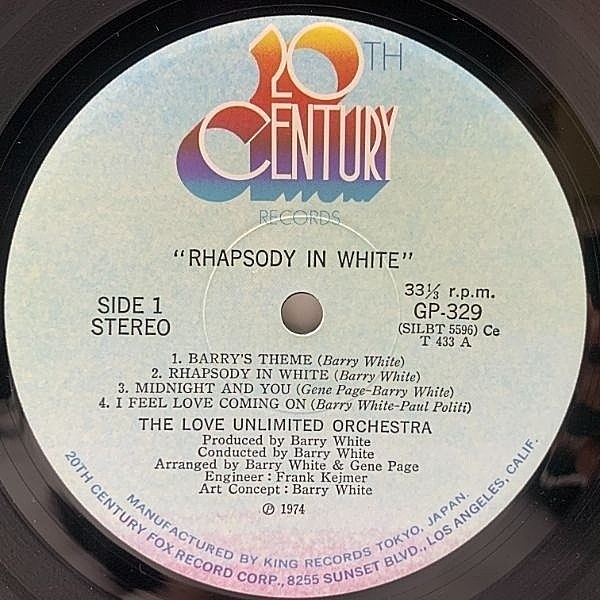 20TH
CENTURY
RECORDS
"RHAPSODY IN WHITE"
SIDE 1
STEREO
33⅓ r.p.m.
GP-329
(SILBT 5596) Ce
T 433 A
1. BARRY'S THEME (Barry White)
2. RHAPSODY IN WHITE (Barry White)
3. MIDNIGHT AND YOU (Gene Page-Barry White)
4. I FEEL LOVE COMING ON (Barry White-Paul Politi)
THE LOVE UNLIMITED ORCHESTRA
Produced by Barry White
Conducted by Barry White
Arranged by Barry White & Gene Page
Engineer : Frank Kejmer
Art Concept : Barry White
℗ 1974
MANUFACTURED BY KING RECORDS TOKYO, JAPAN.
20TH CENTURY FOX RECORD CORP., 8255 SUNSET BLVD., LOS ANGELES, CALIF.